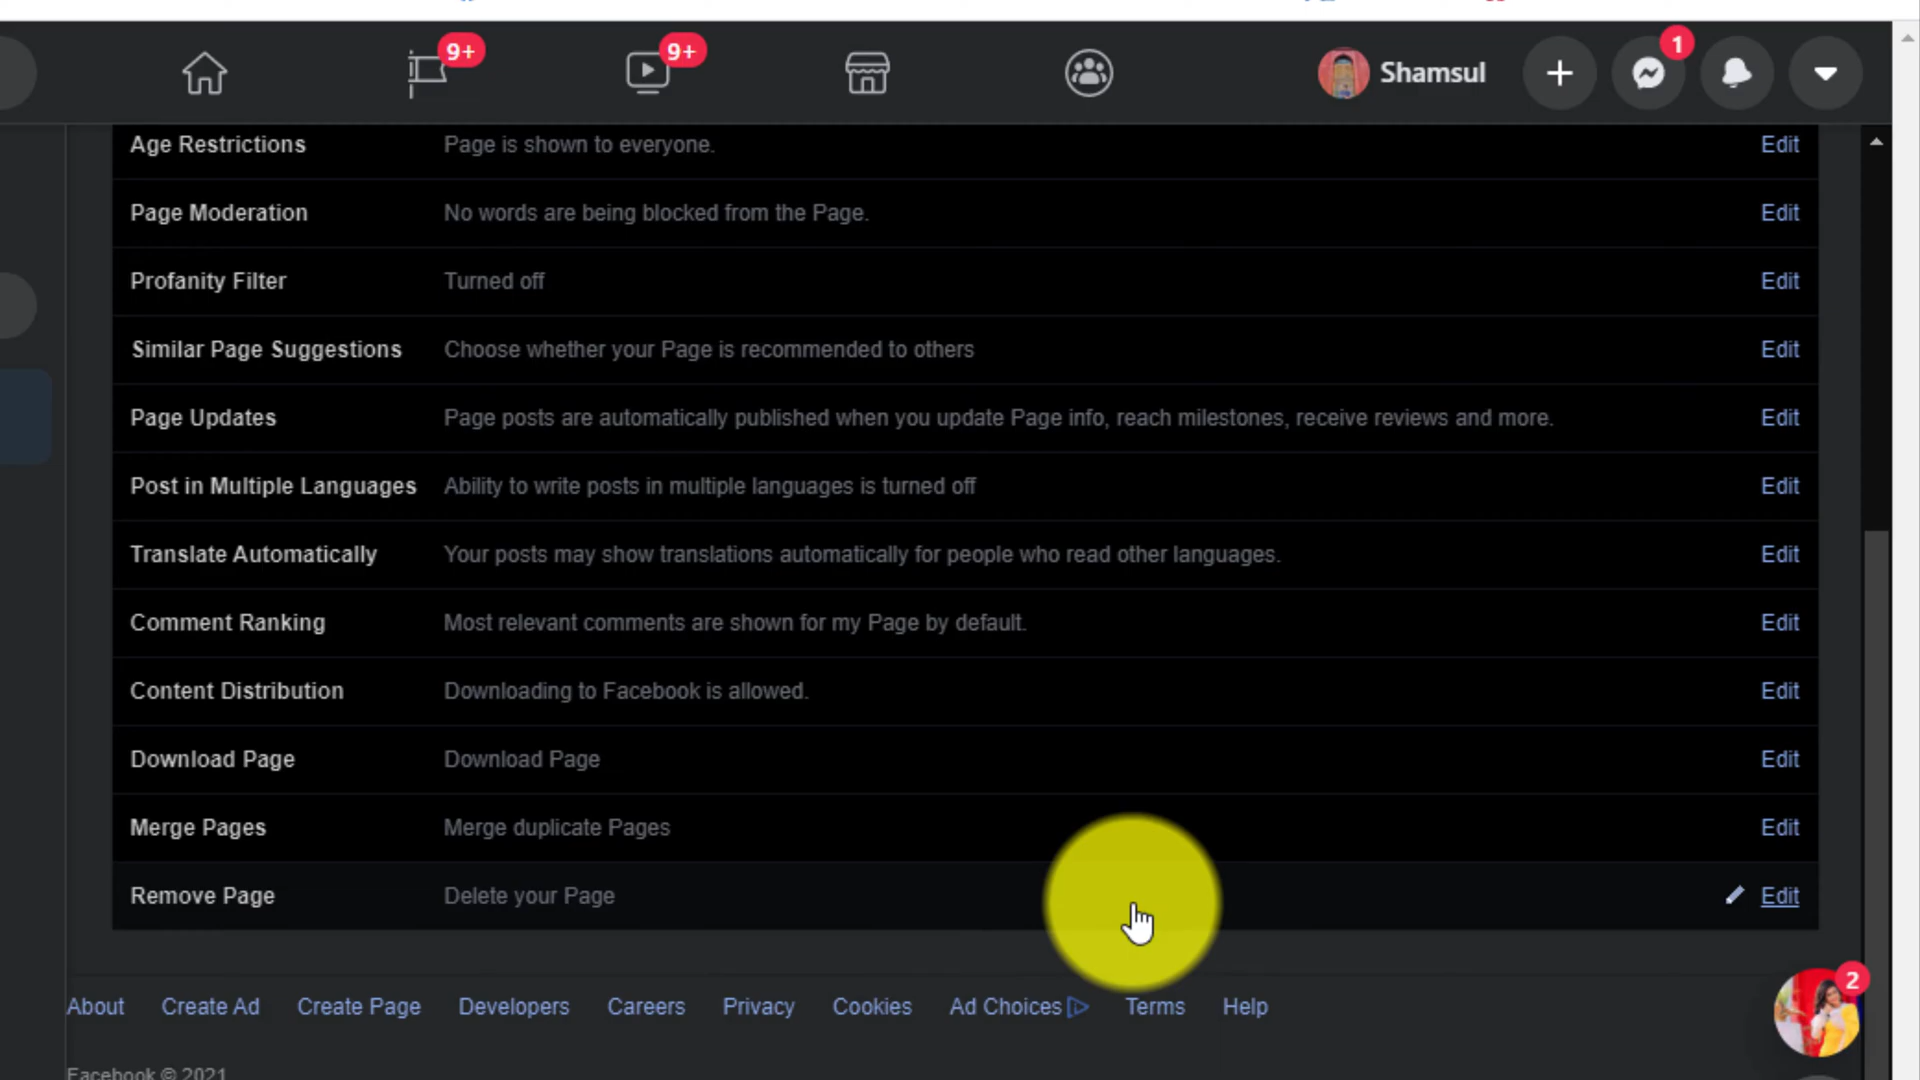 9+
9+
Shamsul
1
Age Restrictions Page is shown to everyone. Edit
Page Moderation No words are being blocked from the Page. Edit
Profanity Filter Turned off Edit
Similar Page Suggestions Choose whether your Page is recommended to others Edit
Page Updates Page posts are automatically published when you update Page info, reach milestones, receive reviews and more. Edit
Post in Multiple Languages Ability to write posts in multiple languages is turned off Edit
Translate Automatically Your posts may show translations automatically for people who read other languages. Edit
Comment Ranking Most relevant comments are shown for my Page by default. Edit
Content Distribution Downloading to Facebook is allowed. Edit
Download Page Download Page Edit
Merge Pages Merge duplicate Pages Edit
Remove Page Delete your Page Edit
2
About Create Ad Create Page Developers Careers Privacy Cookies Ad Choices Terms Help
Facebook © 2021